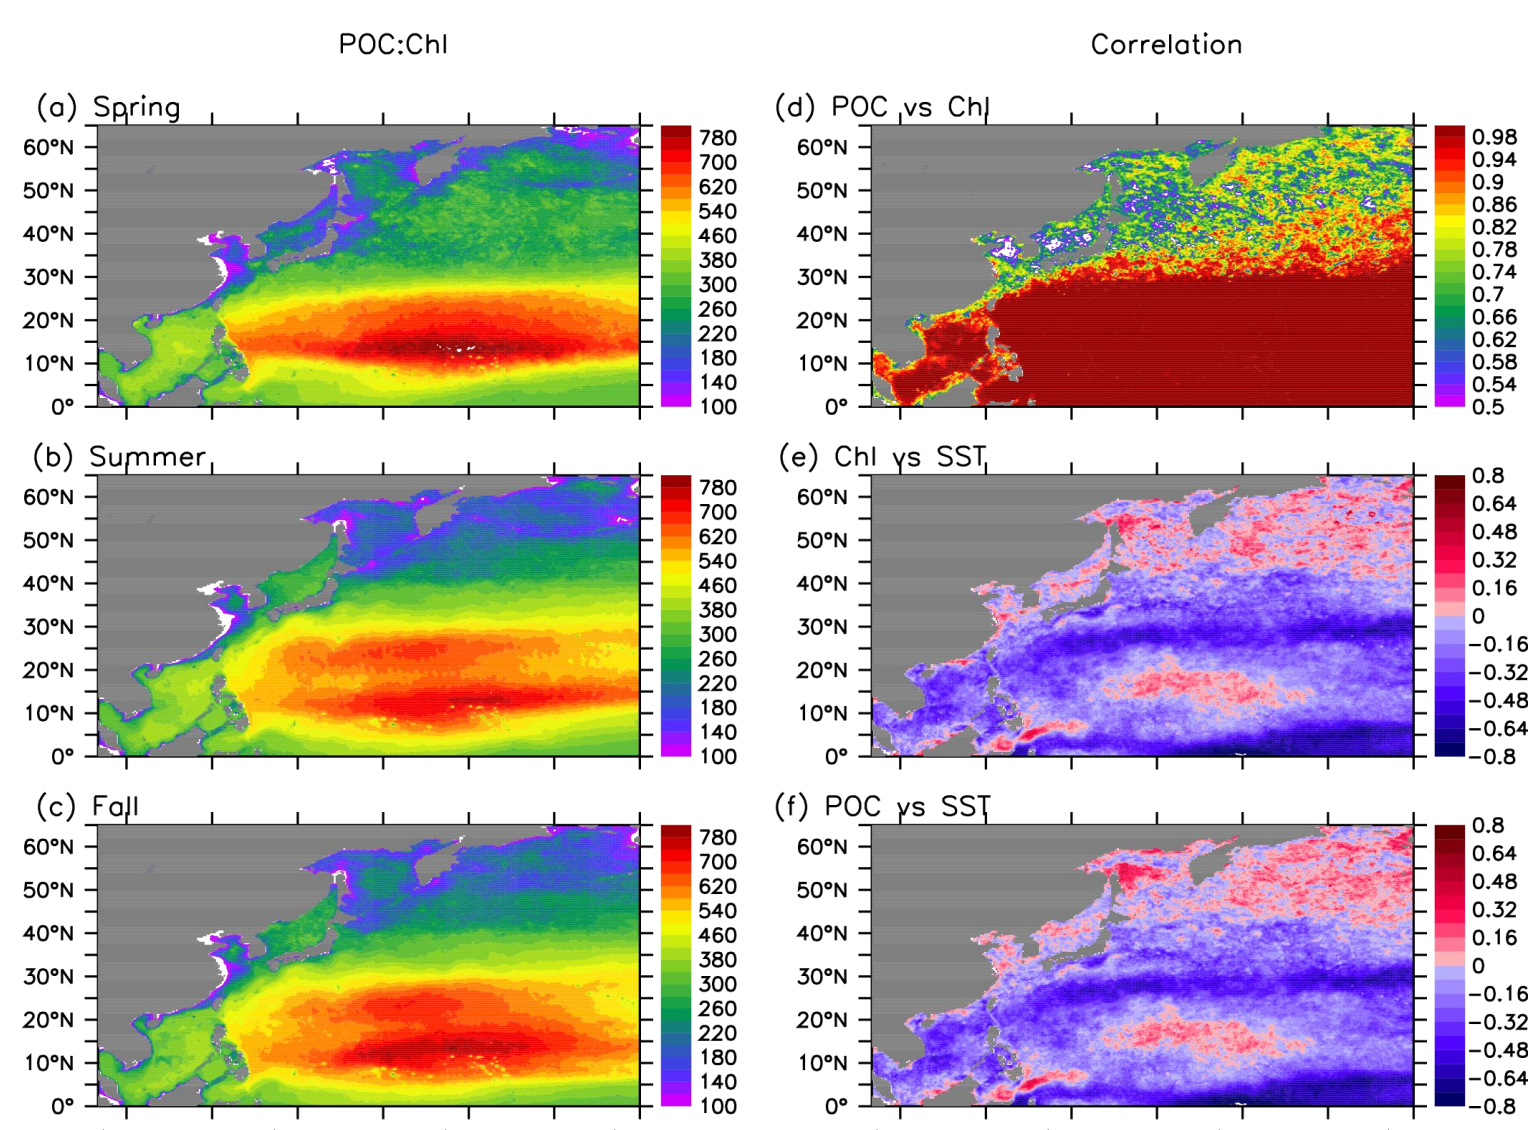 POC:Chl
Correlation
(a) Spring
60°N
50°N
40°N
30°N
20°N
10°N
0°
780
700
620
540
460
380
300
260
220
180
140
100
(d) POC vs Chl
60°N
50°N
40°N
30°N
20°N
10°N
0°
0.98
0.94
0.9
0.86
0.82
0.78
0.74
0.7
0.66
0.62
0.58
0.54
0.5
(b) Summer
60°N
50°N
40°N
30°N
20°N
10°N
0°
780
700
620
540
460
380
300
260
220
180
140
100
(e) Chl vs SST
60°N
50°N
40°N
30°N
20°N
10°N
0°
0.8
0.64
0.48
0.32
0.16
0
-0.16
-0.32
-0.48
-0.64
-0.8
(c) Fall
60°N
50°N
40°N
30°N
20°N
10°N
0°
780
700
620
540
460
380
300
260
220
180
140
100
(f) POC vs SST
60°N
50°N
40°N
30°N
20°N
10°N
0°
0.8
0.64
0.48
0.32
0.16
0
-0.16
-0.32
-0.48
-0.64
-0.8